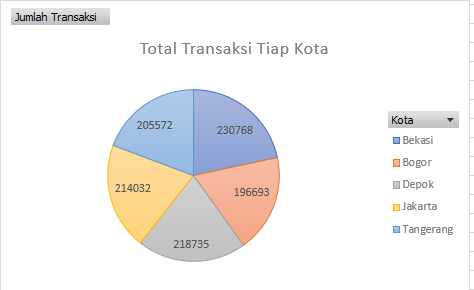 Jumlah Transaksi
Total Transaksi Tiap Kota
205572
230768
214032
196693
218735
Kota
Bekasi
Bogor
Depok
Jakarta
Tangerang